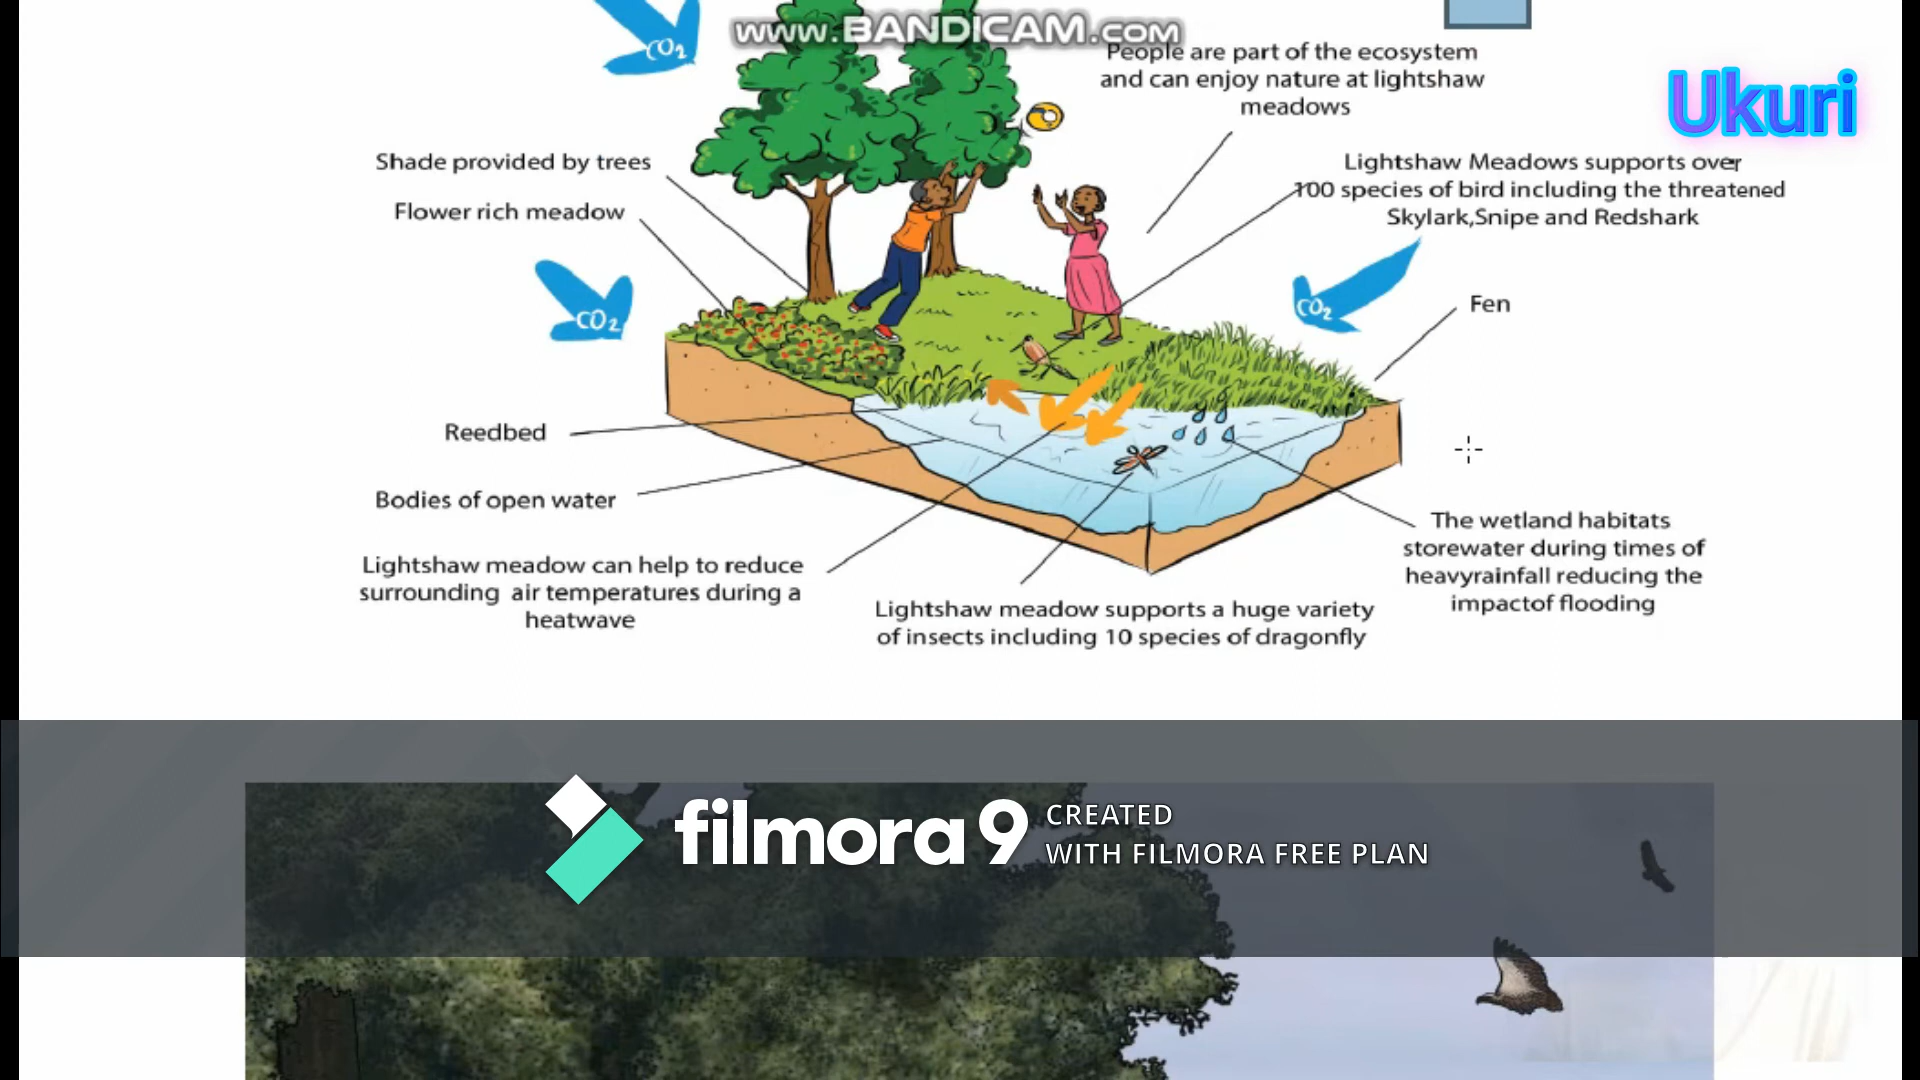 www.BANDICAM.com
CO2
People are part of the ecosystem
and can enjoy nature at lightshaw
meadows
Ukuri
Shade provided by trees
Flower rich meadow
Lightshaw Meadows supports over
100 species of bird including the threatened
Skylark,Snipe and Redshark
CO2
CO2
Fen
Reedbed
Bodies of open water
Lightshaw meadow can help to reduce
surrounding air temperatures during a
heatwave
Lightshaw meadow supports a huge variety
of insects including 10 species of dragonfly
The wetland habitats
storewater during times of
heavyrainfall reducing the
impactof flooding
filmora 9
CREATED
WITH FILMORA FREE PLAN